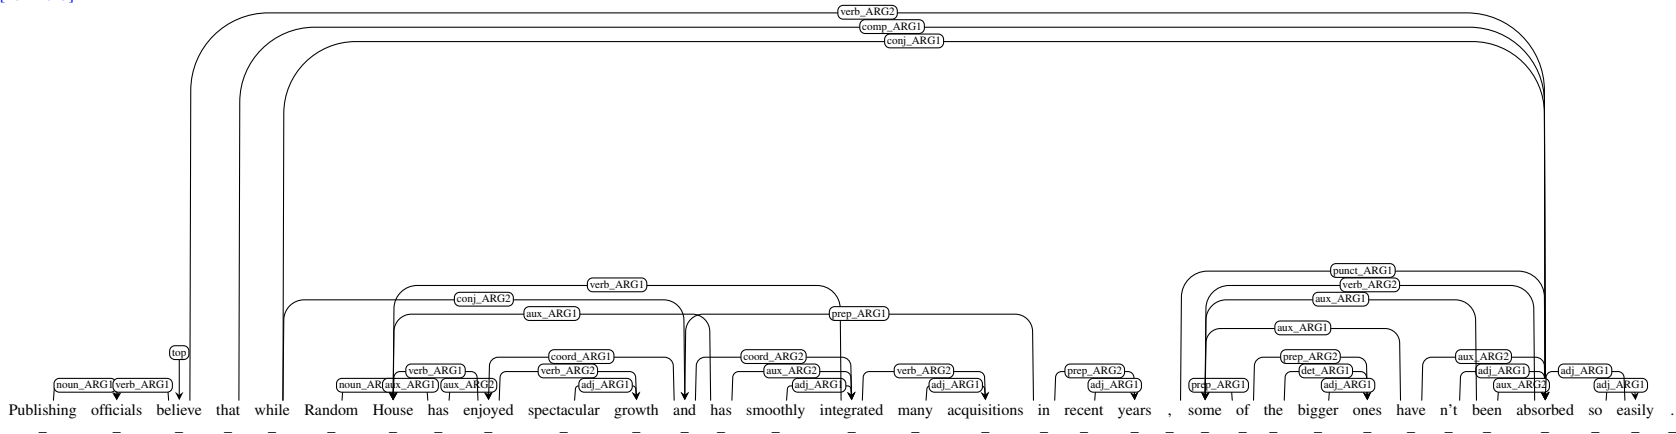 verb_ARG2
comp_ARG1
conj_ARG1
punct_ARG1
verb_ARG1 verb_ARG2
conj_ARG2 aux_ARG1
aux_ARG1 prep_ARG1
aux_ARG1
top coord_ARG1 coord_ARG2 prep_ARG2 aux_ARG2
verb_ARG1 verb_ARG2 aux_ARG2 verb_ARG2 prep_ARG2 det_ARG1 adj_ARG1 adj_ARG1
noun_ARG1 verb_ARG1 aux_ARG1 aux_ARG2 adj_ARG1 adj_ARG1 adj_ARG1 adj_ARG1 prep_ARG1 adj_ARG1 aux_ARG2 adj_ARG1
Publishing officials believe that while Random House has enjoyed spectacular growth and has smoothly integrated many acquisitions in recent years , some of the bigger ones have n't been absorbed so easily .